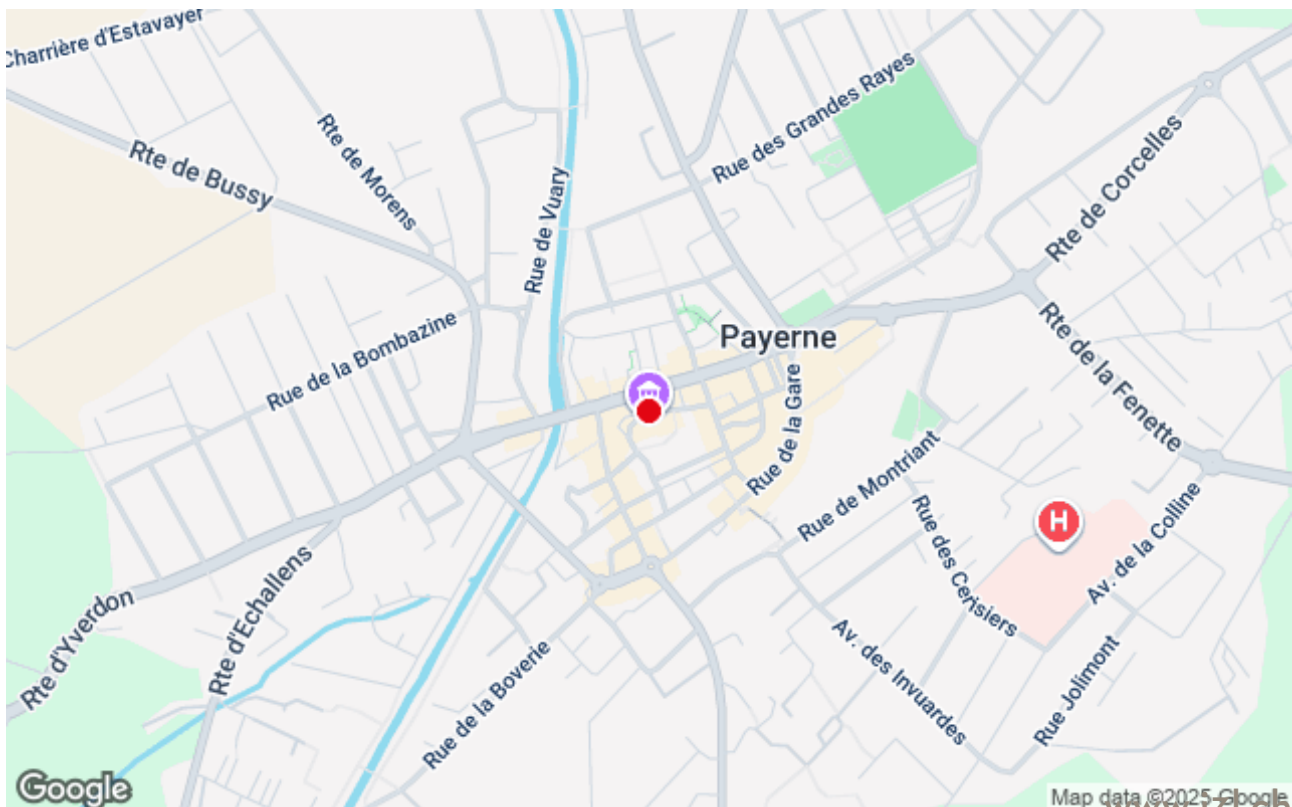 Charrière d'Estavayer
Rte de Bussy
Rte de Morens
Rue de Vuary
Rue des Grandes Rayes
Rte de Corcelles
Rue de la Bombazine
Payerne
Rte de la Fenette
Rue de la Gare
Rue de Montriant
H
Rue des Cerisiers
Av. de la Colline
Rte d'Yverdon
Rte d'Echallens
Rue de la Boverie
Av. des Invuardes
Rue Jolimont
Google
Map data ©2025 Google